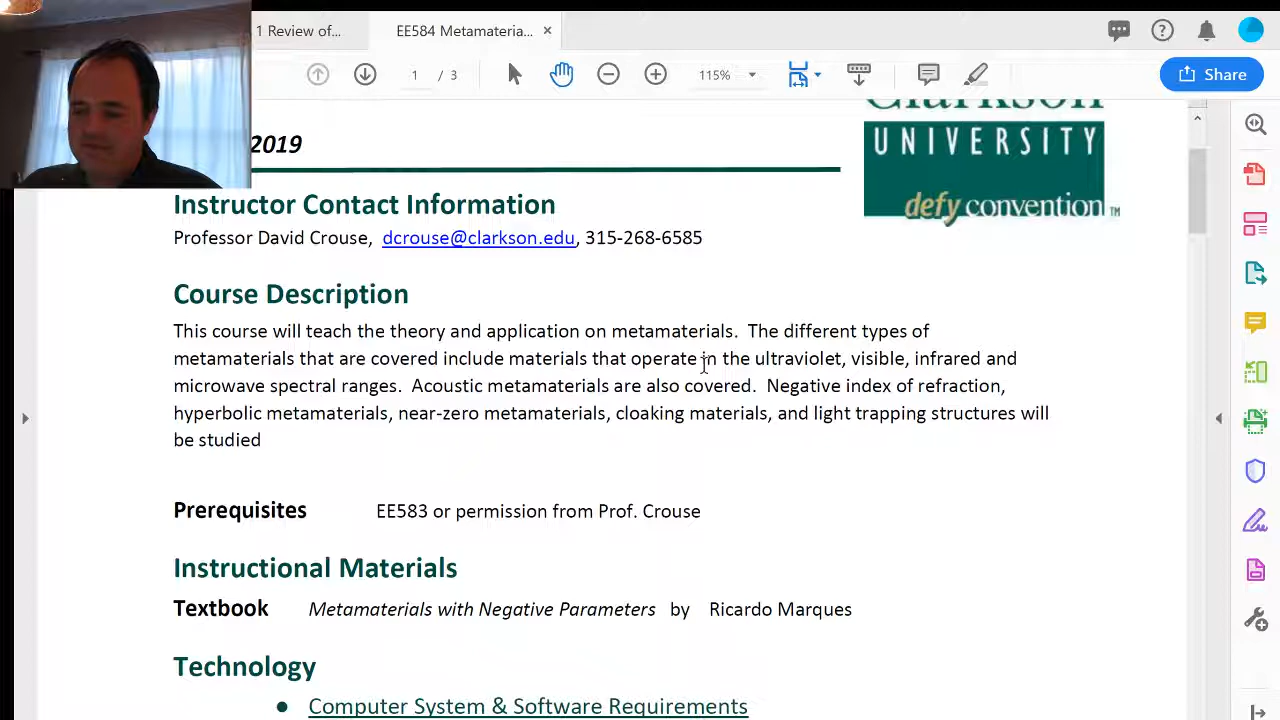 1 Review of...
EE584 Metamateria...
1 / 3
115%
Share
Clarkson
UNIVERSITY
defy convention™
2019
Instructor Contact Information
Professor David Crouse, dcrouse@clarkson.edu, 315-268-6585
Course Description
This course will teach the theory and application on metamaterials. The different types of
metamaterials that are covered include materials that operate in the ultraviolet, visible, infrared and
microwave spectral ranges. Acoustic metamaterials are also covered. Negative index of refraction,
hyperbolic metamaterials, near-zero metamaterials, cloaking materials, and light trapping structures will
be studied
Prerequisites EE583 or permission from Prof. Crouse
Instructional Materials
Textbook Metamaterials with Negative Parameters by Ricardo Marques
Technology
● Computer System & Software Requirements